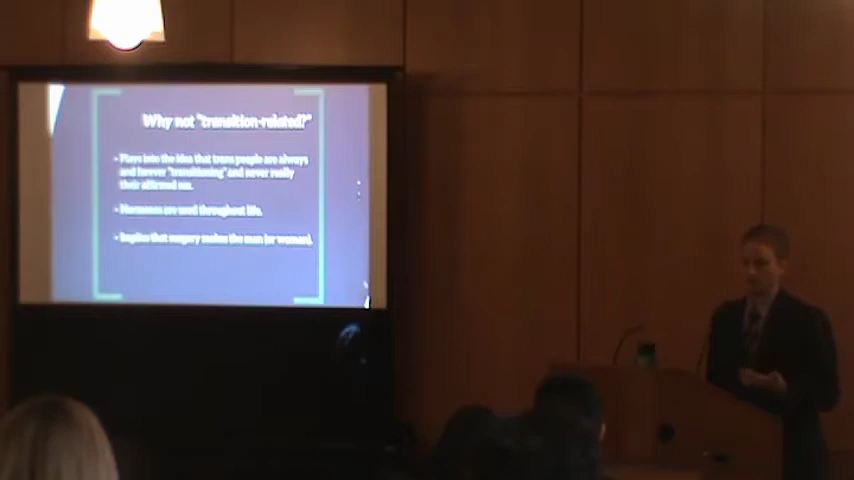 Why not "transition-related?"
- Plays into the idea that trans people are always
and forever "transitioning" and never really
their affirmed sex.
- Hormones are used throughout life.
- Implies that surgery makes the man (or woman).